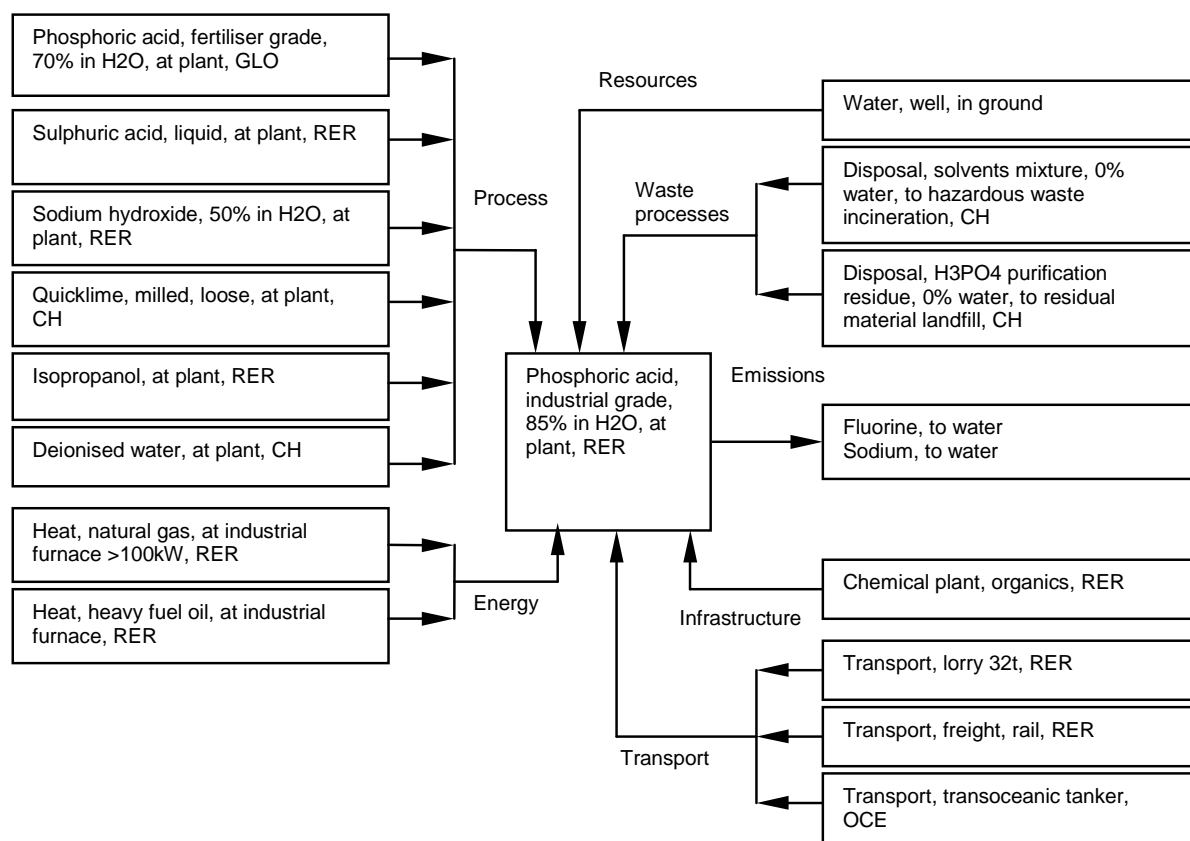 Phosphoric acid, fertiliser grade,
70% in H2O, at plant, GLO
Sulphuric acid, liquid, at plant, RER
Sodium hydroxide, 50% in H2O, at
plant, RER
Quicklime, milled, loose, at plant,
CH
Isopropanol, at plant, RER
Deionised water, at plant, CH
Heat, natural gas, at industrial
furnace >100kW, RER
Heat, heavy fuel oil, at industrial
furnace, RER
Process
Energy
Resources
Waste
processes
Phosphoric acid,
industrial grade,
85% in H2O, at
plant, RER
Emissions
Infrastructure
Transport
Water, well, in ground
Disposal, solvents mixture, 0%
water, to hazardous waste
incineration, CH
Disposal, H3PO4 purification
residue, 0% water, to residual
material landfill, CH
Fluorine, to water
Sodium, to water
Chemical plant, organics, RER
Transport, lorry 32t, RER
Transport, freight, rail, RER
Transport, transoceanic tanker,
OCE